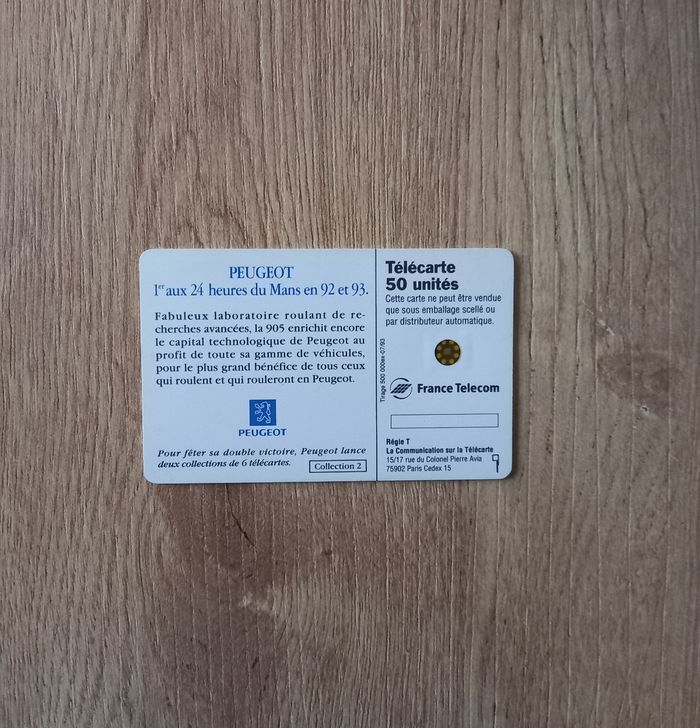 PEUGEOT
1er aux 24 heures du Mans en 92 et 93.
Fabuleux laboratoire roulant de re-
cherches avancées, la 905 enrichit encore
le capital technologique de Peugeot au
profit de toute sa gamme de véhicules,
pour le plus grand bénéfice de tous ceux
qui roulent et qui rouleront en Peugeot.
PEUGEOT
Pour fêter sa double victoire, Peugeot lance
deux collections de 6 télécartes.
Collection 2
Télécarte
50 unités
Cette carte ne peut être vendue
que sous emballage scellé ou
par distributeur automatique.
Tirage 500 000ex-07/93
France Telecom
Régie T
La Communication sur la Télécarte
15/17 rue du Colonel Pierre Avia
75902 Paris Cedex 15